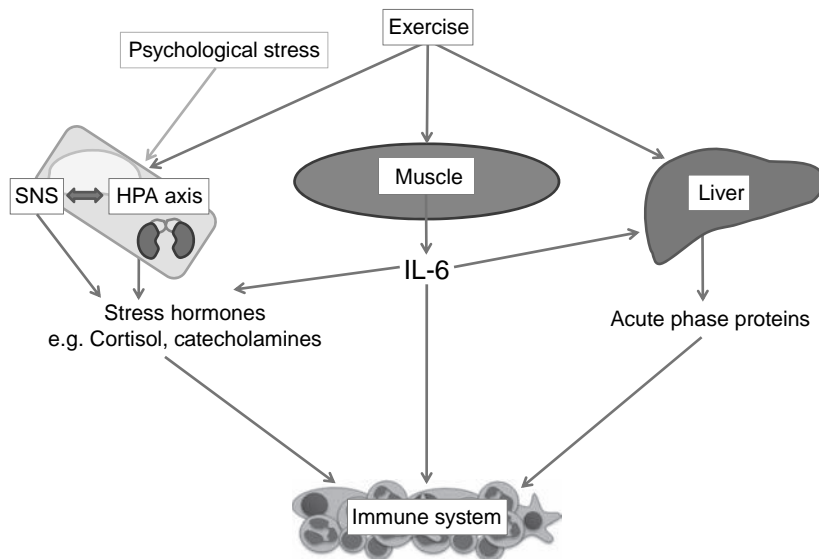 Exercise
Psychological stress
Muscle
SNS
HPA axis
Liver
IL-6
Stress hormones
e.g. Cortisol, catecholamines
Acute phase proteins
Immune system